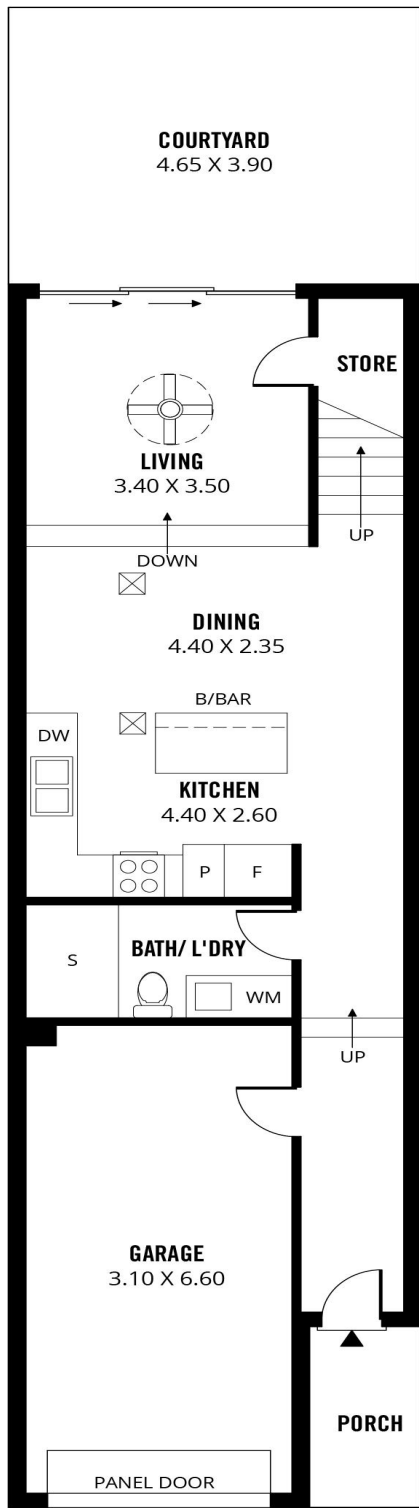 COURTYARD
4.65 X 3.90
STORE
LIVING
3.40 X 3.50
UP
DOWN
DINING
4.40 X 2.35
B/BAR
DW
KITCHEN
4.40 X 2.60
P
F
BATH/ L'DRY
S
WM
UP
GARAGE
3.10 X 6.60
PORCH
PANEL DOOR